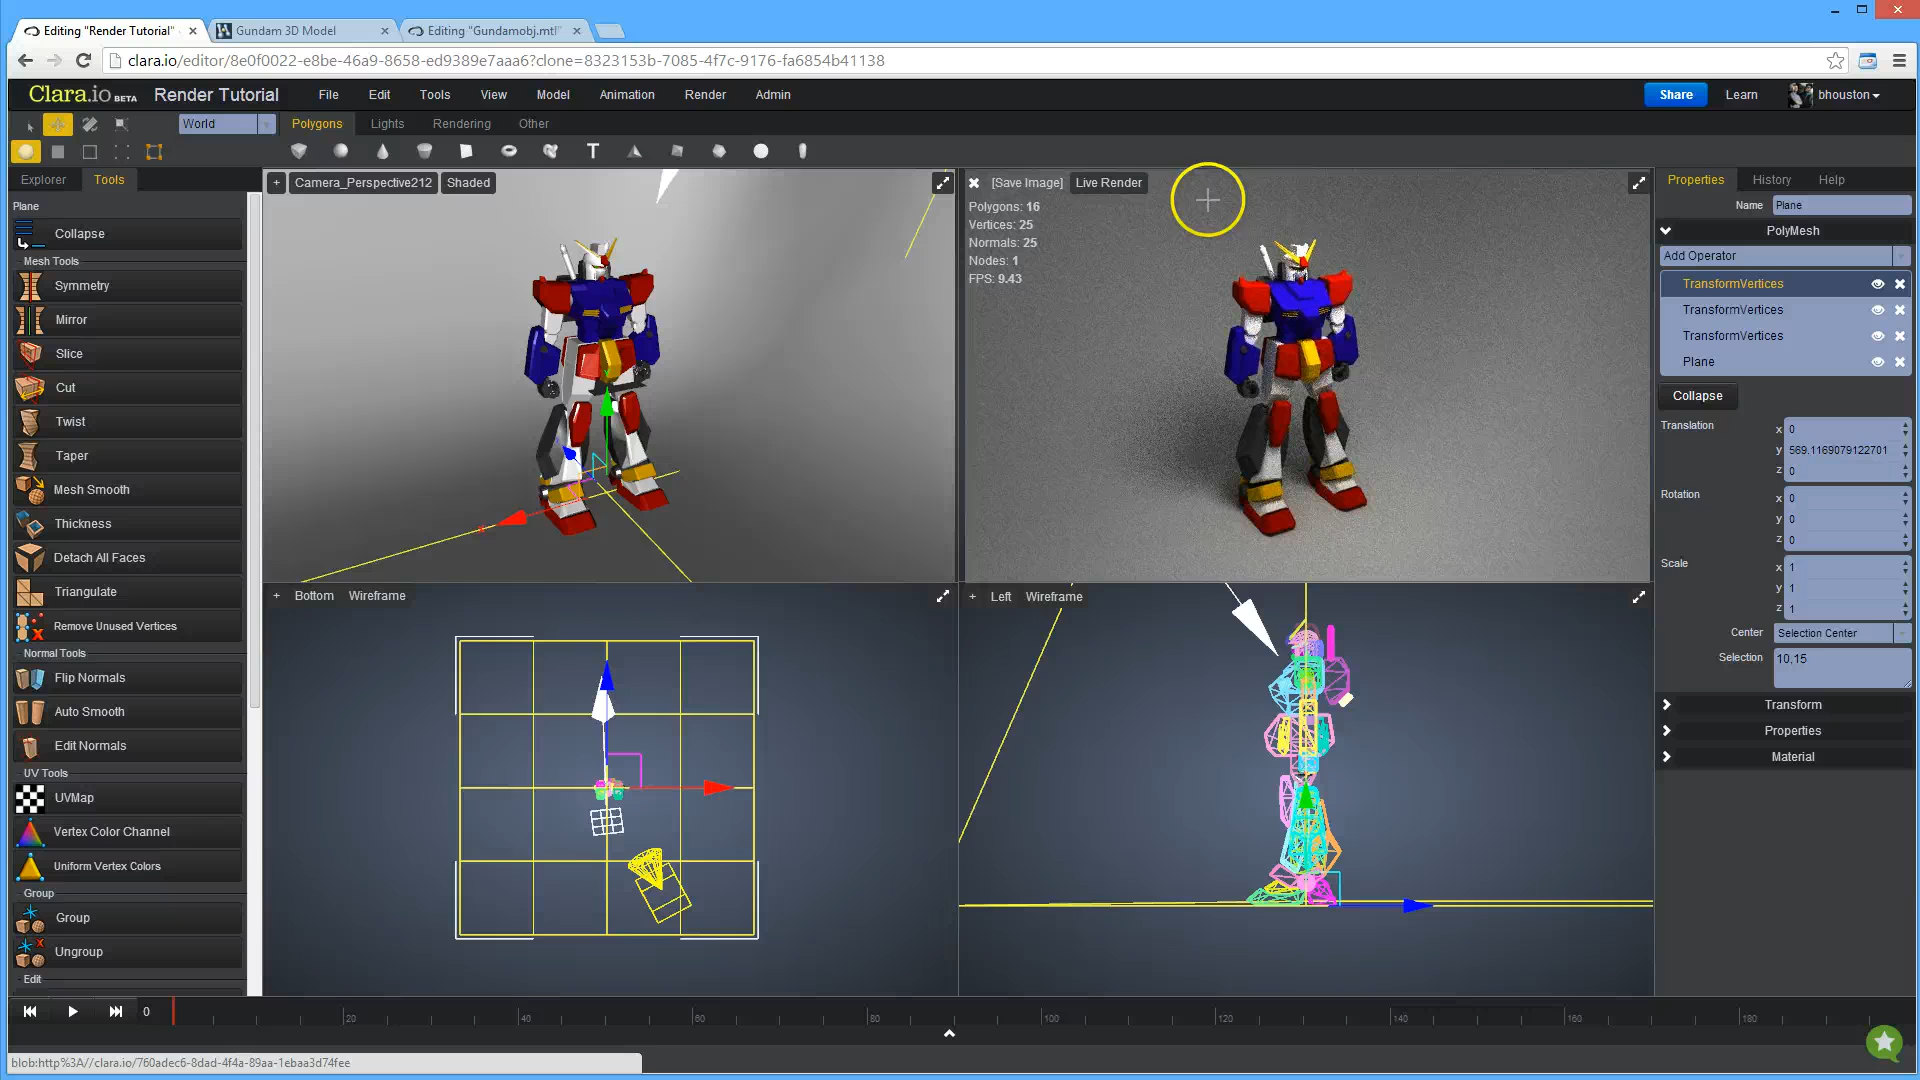 Editing "Render Tutorial"
Gundam 3D Model
Editing "Gundamobj.mtl"
clara.io/editor/8e0f0022-e8be-46a9-8658-ed9389e7aaa6?clone=8323153b-7085-4f7c-9176-fa6854b41138
Clara.io BETA Render Tutorial File Edit Tools View Model Animation Render Admin Share Learn bhouston
World Polygons Lights Rendering Other
T
Explorer Tools
Plane
Collapse
Mesh Tools
Symmetry
Mirror
Slice
Cut
Twist
Taper
Mesh Smooth
Thickness
Detach All Faces
Triangulate
Remove Unused Vertices
Normal Tools
Flip Normals
Auto Smooth
Edit Normals
UV Tools
UVMap
Vertex Color Channel
Uniform Vertex Colors
Group
Group
Ungroup
Edit
+ Camera_Perspective212 Shaded
[Save Image] Live Render
Polygons: 16
Vertices: 25
Normals: 25
Nodes: 1
FPS: 9.43
+ Bottom Wireframe
+ Left Wireframe
Properties History Help
Name Plane
PolyMesh
Add Operator
TransformVertices
TransformVertices
TransformVertices
Plane
Collapse
Translation x 0
y 569.1169079122701
z 0
Rotation x 0
y 0
z 0
Scale x 1
y 1
z 1
Center Selection Center
Selection 10,15
Transform
Properties
Material
0 20 40 60 80 100 120 140 160 180
blob:http%3A//clara.io/760adec6-8dad-4f4a-89aa-1ebaa3d74fee